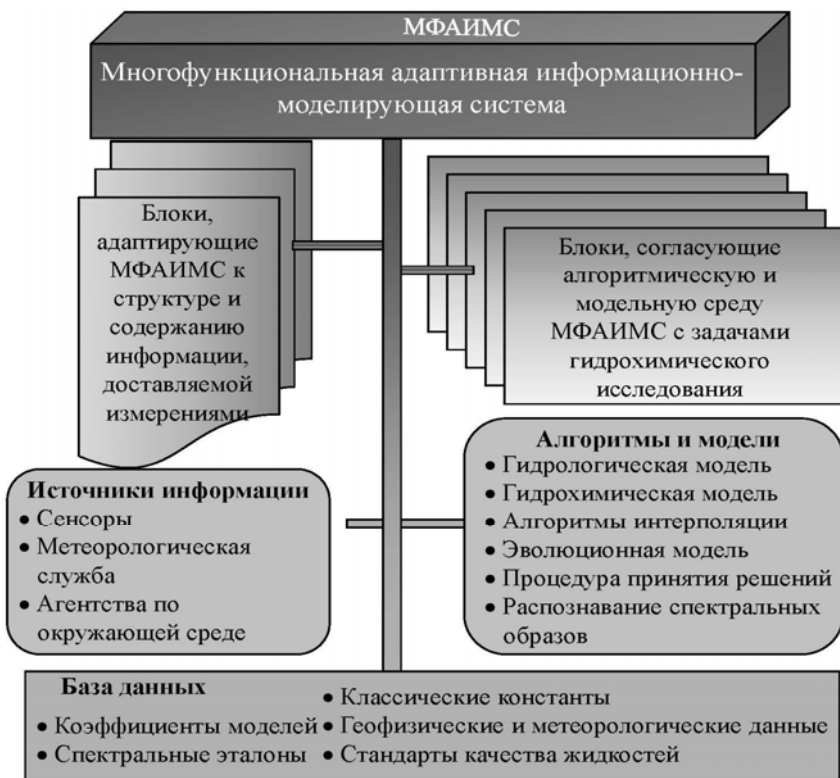 МФАИМС
Многофункциональная адаптивная информационно-
моделирующая система
Блоки,
адаптирующие
МФАИМС к
структуре и
содержанию
информации,
доставляемой
измерениями
Блоки, согласующие
алгоритмическую и
модельную среду
МФАИМС с задачами
гидрохимического
исследования
Источники информации
• Сенсоры
• Метеорологическая
служба
• Агентства по
окружающей среде
Алгоритмы и модели
• Гидрологическая модель
• Гидрохимическая модель
• Алгоритмы интерполяции
• Эволюционная модель
• Процедура принятия решений
• Распознавание спектральных
образов
База данных
• Коэффициенты моделей
• Спектральные эталоны
• Классические константы
• Геофизические и метеорологические данные
• Стандарты качества жидкостей